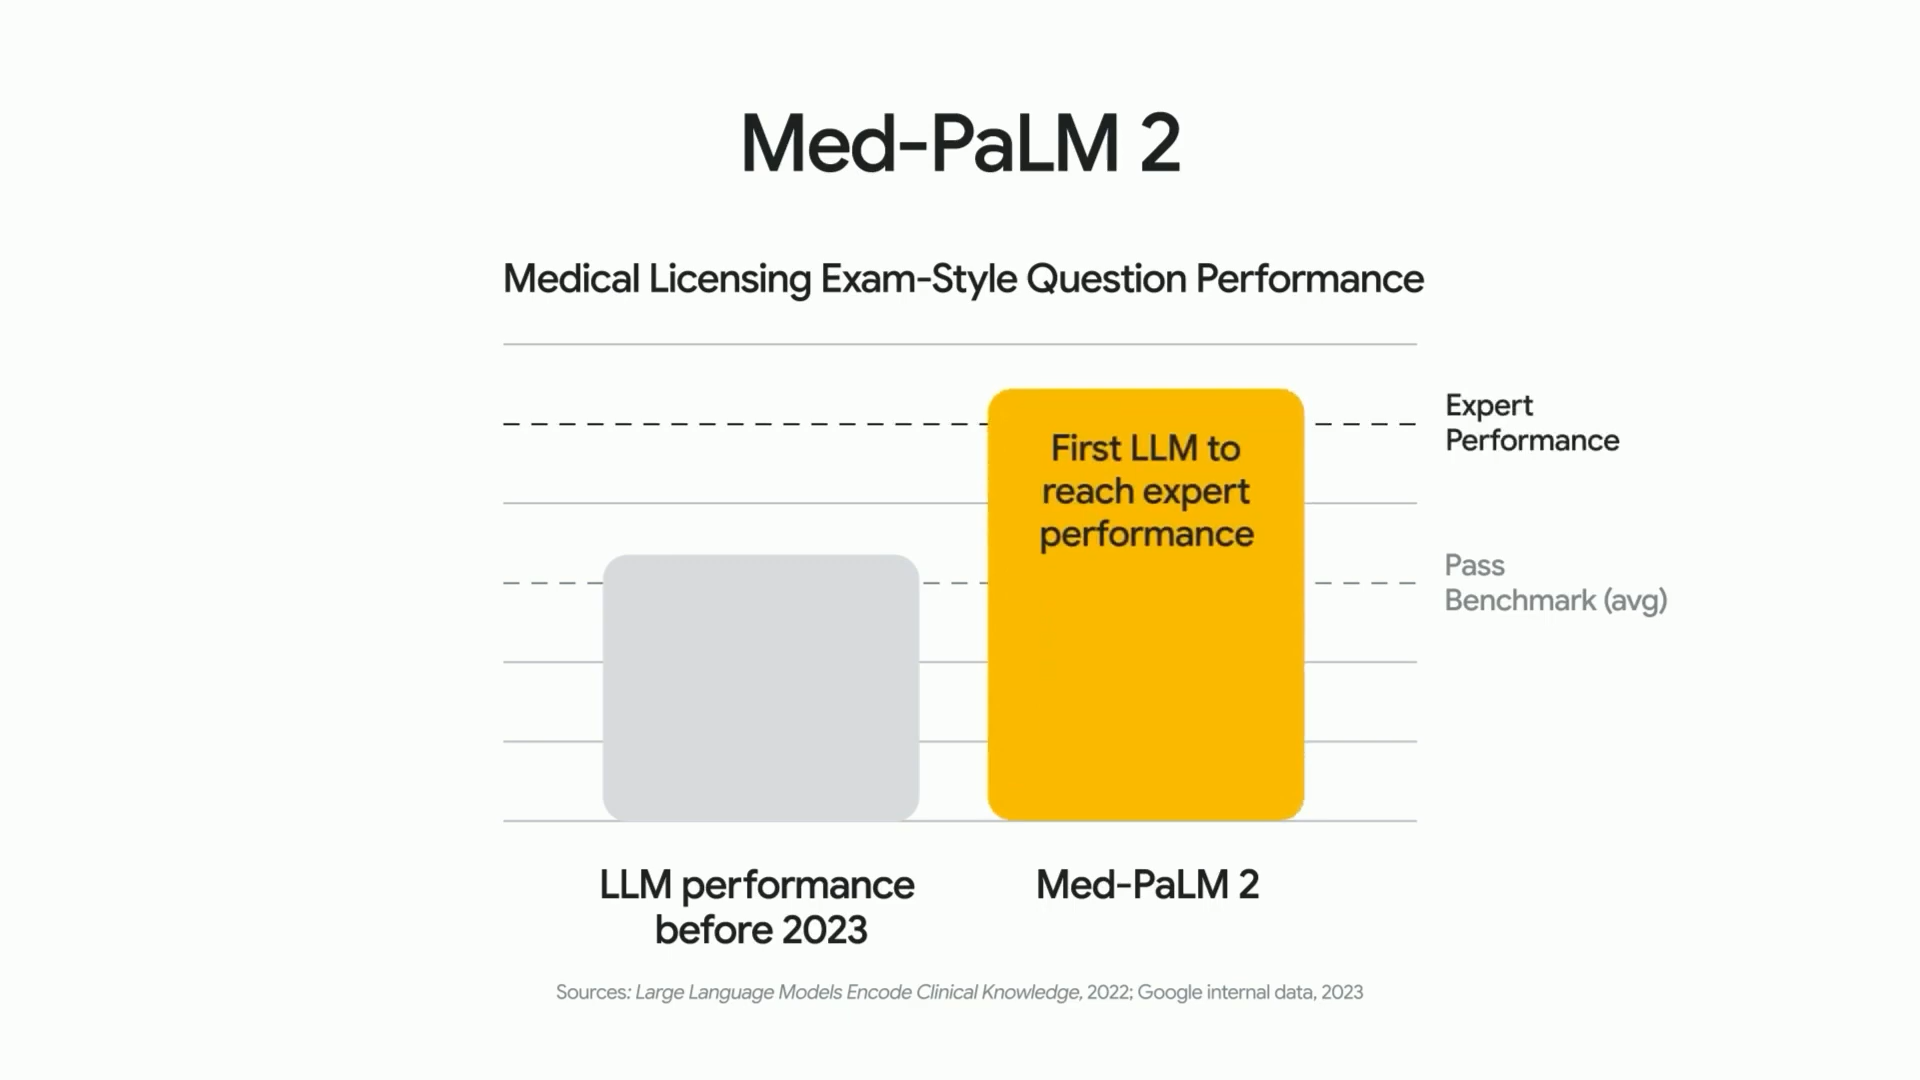 Med-PaLM 2
Medical Licensing Exam-Style Question Performance
Expert
Performance
First LLM to
reach expert
performance
Pass
Benchmark (avg)
LLM performance
before 2023
Med-PaLM 2
Sources: Large Language Models Encode Clinical Knowledge, 2022; Google internal data, 2023